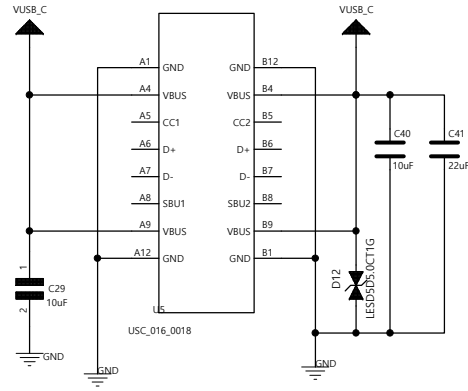 VUSB_C
VUSB_C
A1 GND GND B12
A4 VBUS VBUS B4
A5 CC1 CC2 B5
A6 D+ D+ B6
A7 D- D- B7
A8 SBU1 SBU2 B8
A9 VBUS VBUS B9
A12 GND GND B1
C40
10uF
C41
22uF
1
C29
10uF
2
D12
LESD5D5.0CT1G
U5
USC_016_0018
GND
GND
GND